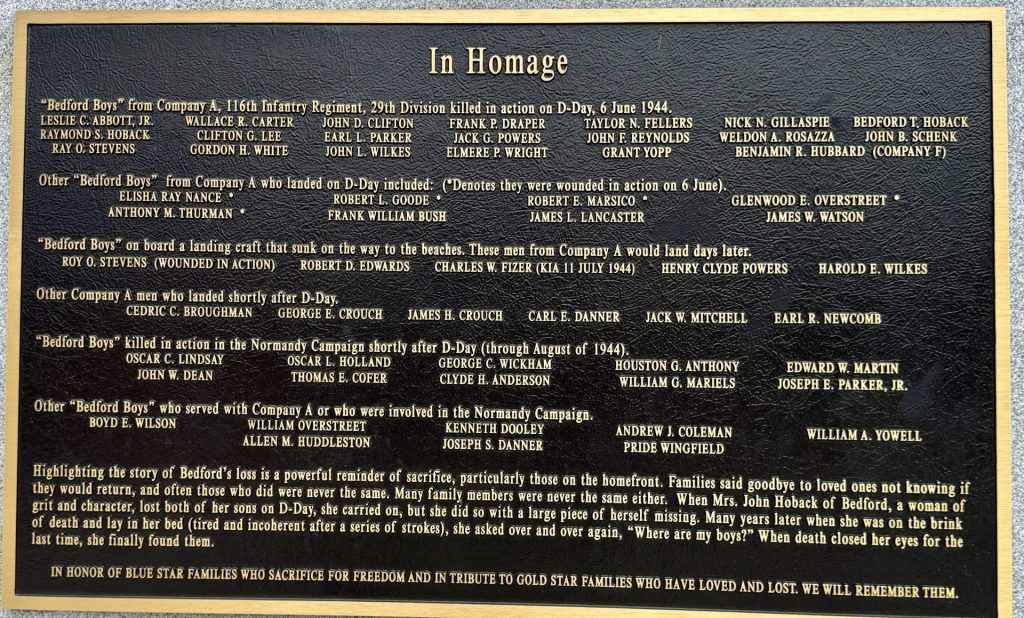 In Homage
"Bedford Boys" from Company A, 116th Infantry Regiment, 29th Division killed in action on D-Day, 6 June 1944.
LESLIE C. ABBOTT, JR. WALLACE R. CARTER JOHN D. CLIFTON FRANK P. DRAPER TAYLOR N. FELLERS NICK N. GILLASPIE BEDFORD T. HOBACK
RAYMOND S. HOBACK CLIFTON G. LEE EARL L. PARKER JACK G. POWERS JOHN F. REYNOLDS WELDON A. ROSAZZA JOHN B. SCHENK
RAY O. STEVENS GORDON H. WHITE JOHN L. WILKES ELMERE P. WRIGHT GRANT YOPP BENJAMIN R. HUBBARD (COMPANY F)
Other "Bedford Boys" from Company A who landed on D-Day included: (*Denotes they were wounded in action on 6 June).
ELISHA RAY NANCE * ROBERT L. GOODE * ROBERT E. MARSICO * GLENWOOD E. OVERSTREET *
ANTHONY M. THURMAN * FRANK WILLIAM BUSH JAMES L. LANCASTER JAMES W. WATSON
"Bedford Boys" on board a landing craft that sunk on the way to the beaches. These men from Company A would land days later.
ROY O. STEVENS (WOUNDED IN ACTION) ROBERT D. EDWARDS CHARLES W. FIZER (KIA 11 JULY 1944) HENRY CLYDE POWERS HAROLD E. WILKES
Other Company A men who landed shortly after D-Day.
CEDRIC C. BROUGHMAN GEORGE E. CROUCH JAMES H. CROUCH CARL E. DANNER JACK W. MITCHELL EARL R. NEWCOMB
"Bedford Boys" killed in action in the Normandy Campaign shortly after D-Day (through August of 1944).
OSCAR C. LINDSAY OSCAR L. HOLLAND GEORGE C. WICKHAM HOUSTON G. ANTHONY EDWARD W. MARTIN
JOHN W. DEAN THOMAS E. COFER CLYDE H. ANDERSON WILLIAM G. MARIELS JOSEPH E. PARKER, JR.
Other "Bedford Boys" who served with Company A or who were involved in the Normandy Campaign.
BOYD E. WILSON WILLIAM OVERSTREET KENNETH DOOLEY ANDREW J. COLEMAN WILLIAM A. YOWELL
ALLEN M. HUDDLESTON JOSEPH S. DANNER PRIDE WINGFIELD
Highlighting the story of Bedford's loss is a powerful reminder of sacrifice, particularly those on the homefront. Families said goodbye to loved ones not knowing if
they would return, and often those who did were never the same. Many family members were never the same either. When Mrs. John Hoback of Bedford, a woman of
grit and character, lost both of her sons on D-Day, she carried on, but she did so with a large piece of herself missing. Many years later when she was on the brink
of death and lay in her bed (tired and incoherent after a series of strokes), she asked over and over again, "Where are my boys?" When death closed her eyes for the
last time, she finally found them.
IN HONOR OF BLUE STAR FAMILIES WHO SACRIFICE FOR FREEDOM AND IN TRIBUTE TO GOLD STAR FAMILIES WHO HAVE LOVED AND LOST. WE WILL REMEMBER THEM.